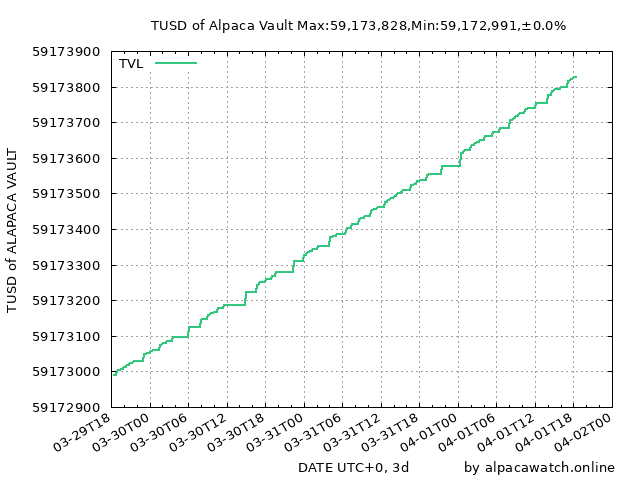 TUSD of Alpaca Vault Max:59,173,828,Min:59,172,991,±0.0%
TVL
TUSD of ALAPACA VAULT
59173900
59173800
59173700
59173600
59173500
59173400
59173300
59173200
59173100
59173000
59172900
03-29T18
03-30T00
03-30T06
03-30T12
03-30T18
03-31T00
03-31T06
03-31T12
03-31T18
04-01T00
04-01T06
04-01T12
04-01T18
04-02T00
DATE UTC+0, 3d
by alpacawatch.online